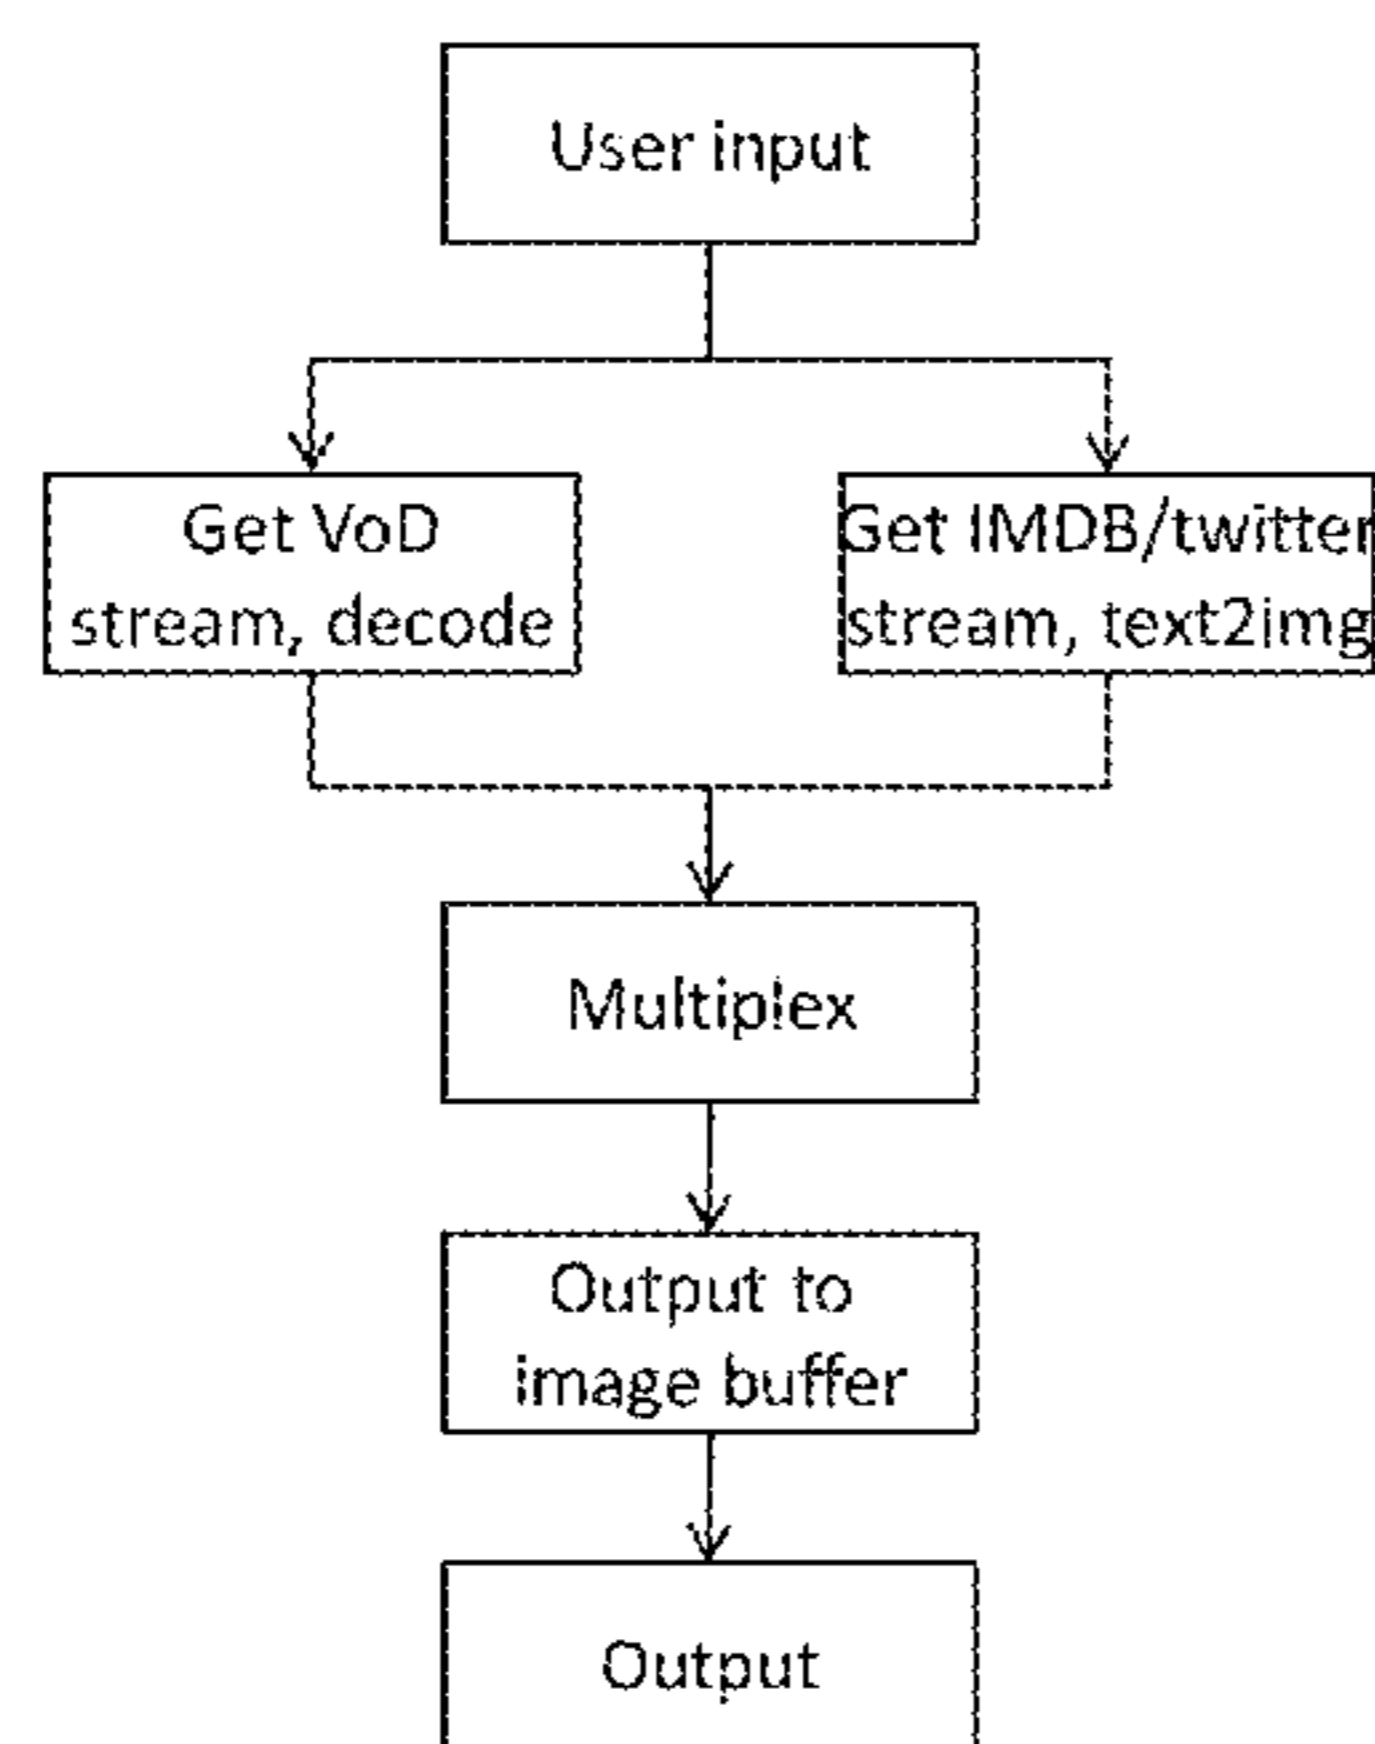 User input
Get VoD
stream, decode
Get IMDB/twitter
stream, text2img
Multiplex
Output to
image buffer
Output